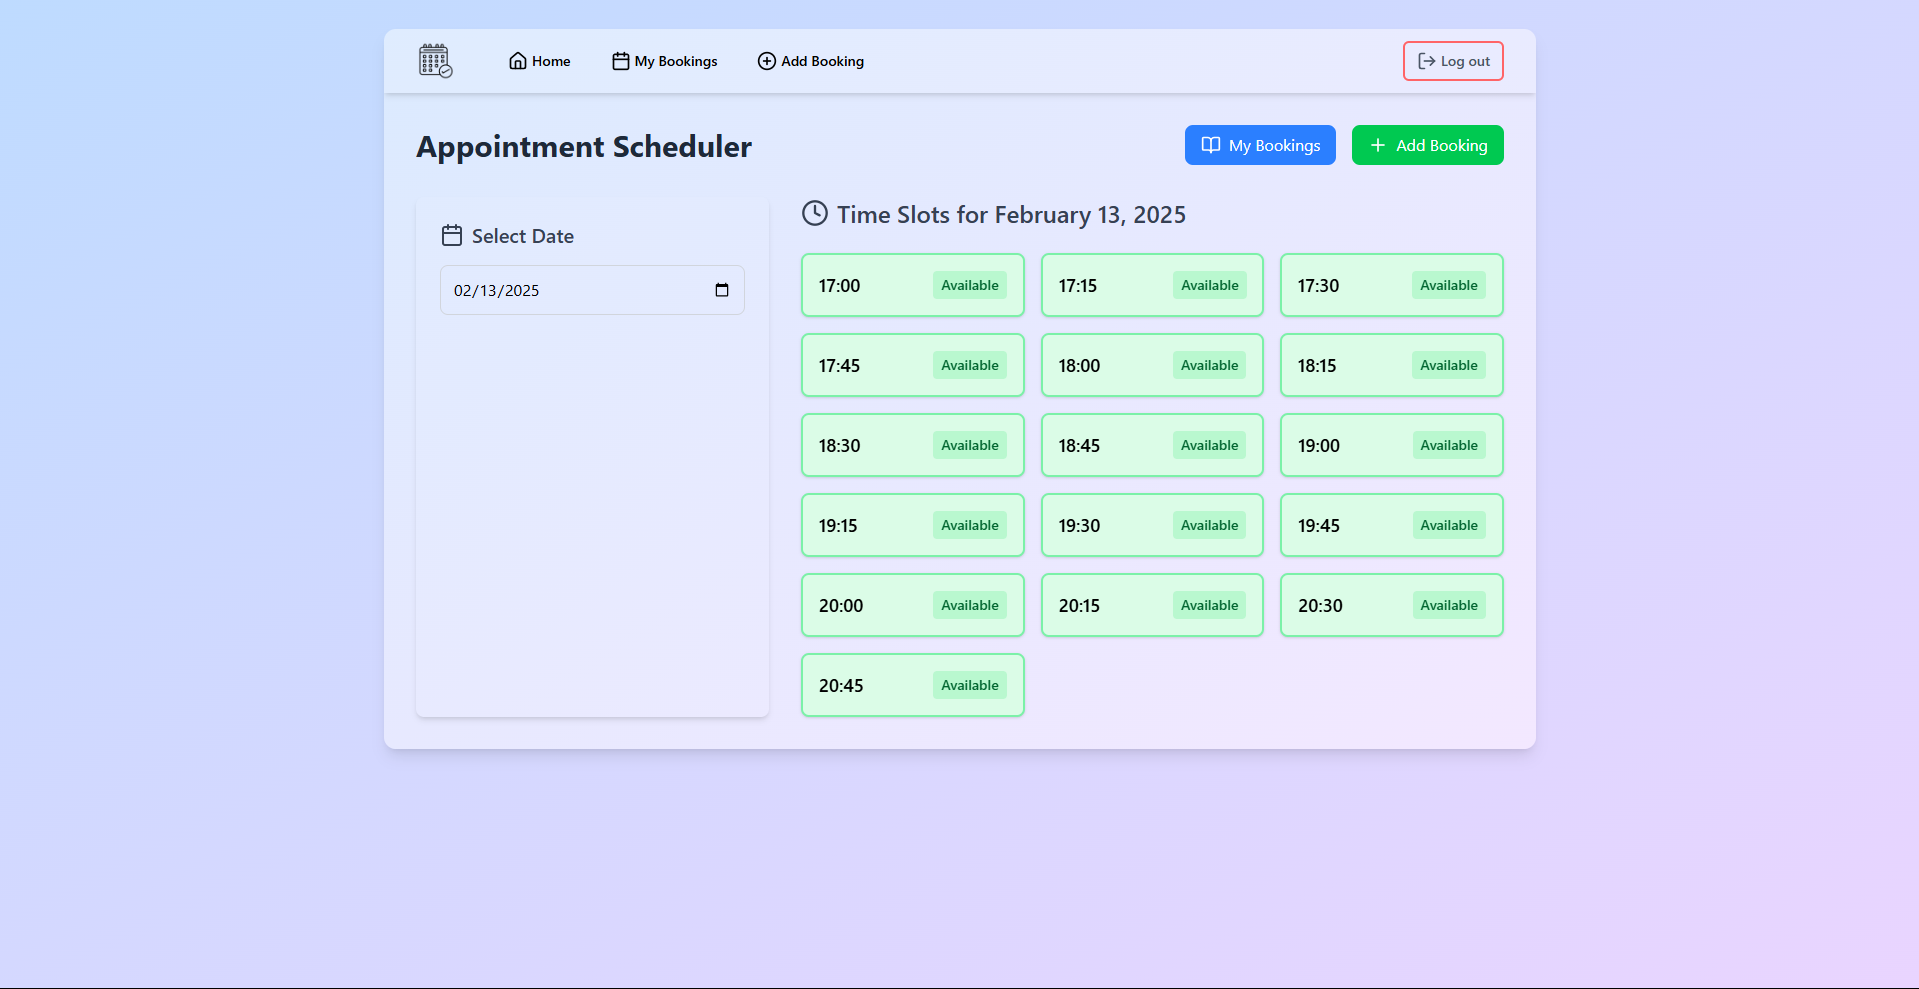 Home My Bookings Add Booking Log out
Appointment Scheduler My Bookings Add Booking
Select Date
02/13/2025
Time Slots for February 13, 2025
17:00 Available 17:15 Available 17:30 Available
17:45 Available 18:00 Available 18:15 Available
18:30 Available 18:45 Available 19:00 Available
19:15 Available 19:30 Available 19:45 Available
20:00 Available 20:15 Available 20:30 Available
20:45 Available